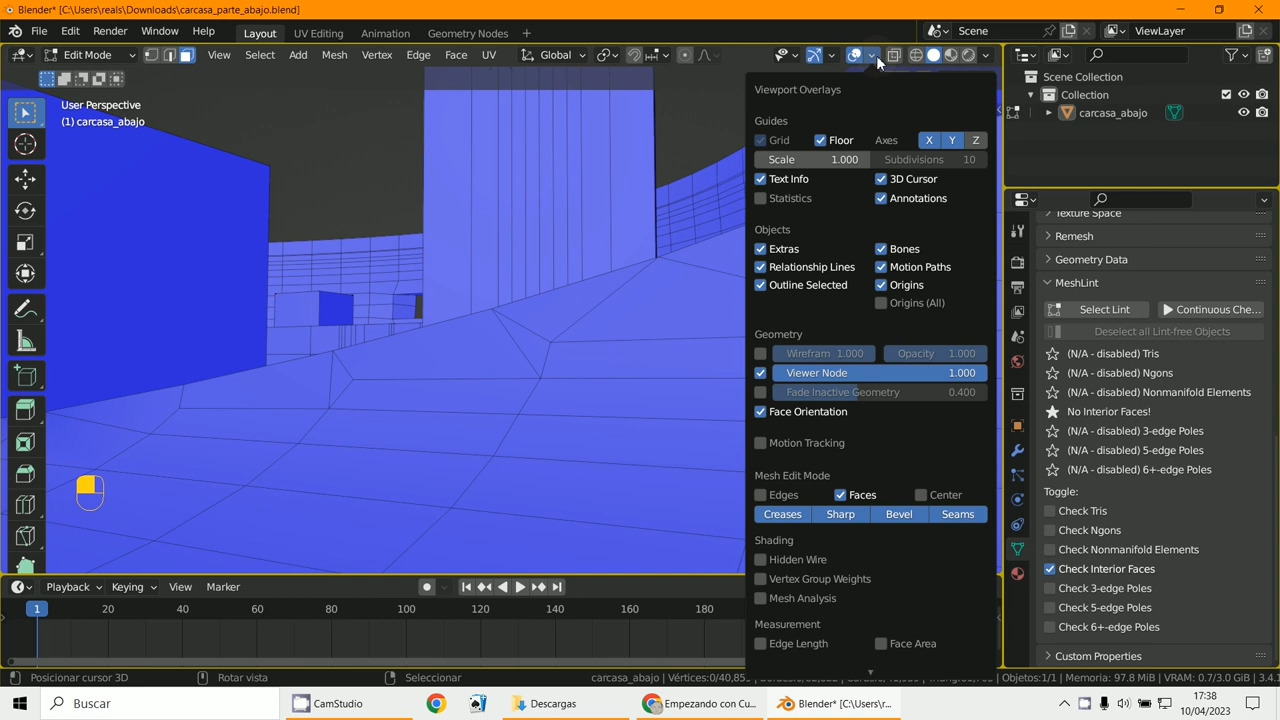 Blender* [C:\Users\reals\Downloads\carcasa_parte_abajo.blend]
File Edit Render Window Help Layout UV Editing Animation Geometry Nodes + Scene ViewLayer
Edit Mode View Select Add Mesh Vertex Edge Face UV Global
User Perspective
(1) carcasa_abajo
Viewport Overlays
Guides
Grid Floor Axes X Y Z
Scale 1.000 Subdivisions 10
Text Info 3D Cursor
Statistics Annotations
Objects
Extras Bones
Relationship Lines Motion Paths
Outline Selected Origins
Origins (All)
Geometry
Wirefram 1.000 Opacity 1.000
Viewer Node 1.000
Fade Inactive Geometry 0.400
Face Orientation
Motion Tracking
Mesh Edit Mode
Edges Faces Center
Creases Sharp Bevel Seams
Shading
Hidden Wire
Vertex Group Weights
Mesh Analysis
Measurement
Edge Length Face Area
Scene Collection
Collection
carcasa_abajo
Texture Space
Remesh
Geometry Data
MeshLint
Select Lint Continuous Che...
Deselect all Lint-free Objects
(N/A - disabled) Tris
(N/A - disabled) Ngons
(N/A - disabled) Nonmanifold Elements
No Interior Faces!
(N/A - disabled) 3-edge Poles
(N/A - disabled) 5-edge Poles
(N/A - disabled) 6+-edge Poles
Toggle:
Check Tris
Check Ngons
Check Nonmanifold Elements
Check Interior Faces
Check 3-edge Poles
Check 5-edge Poles
Check 6+-edge Poles
Custom Properties
Playback Keying View Marker
1 20 40 60 80 100 120 140 160 180
Posicionar cursor 3D Rotar vista Seleccionar carcasa_abajo | Objetos:1/1 | Memoria: 97.8 MiB | VRAM: 0.7/3.0 GiB | 3.4.
Buscar CamStudio Descargas Empezando con Cu... Blender* [C:\Users\r... 17:38
10/04/2023